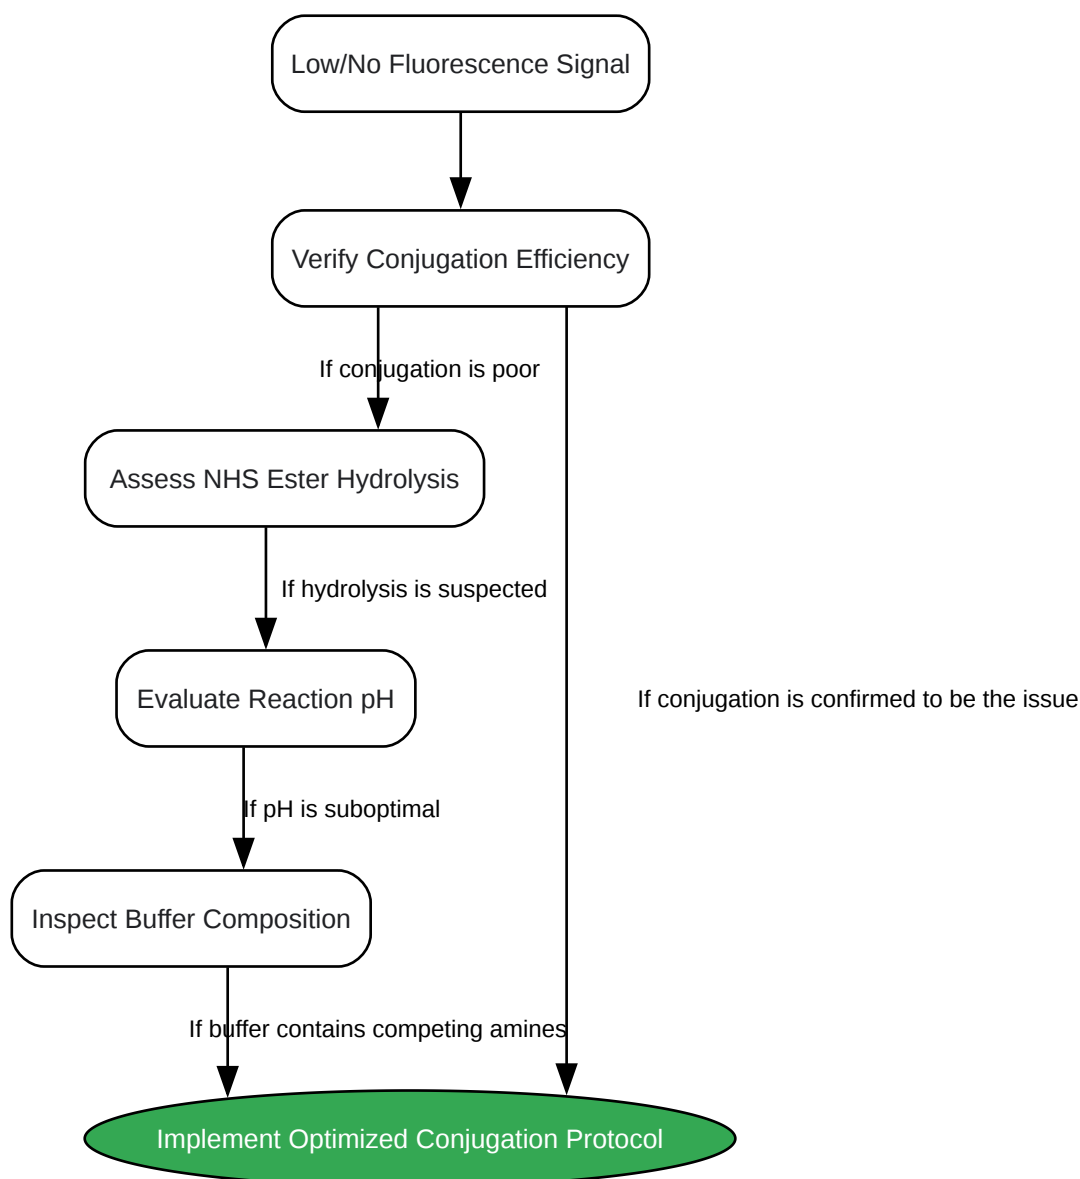 Low/No Fluorescence Signal
Verify Conjugation Efficiency
If conjugation is poor
Assess NHS Ester Hydrolysis
If hydrolysis is suspected
Evaluate Reaction pH
If conjugation is confirmed to be the issue
If pH is suboptimal
Inspect Buffer Composition
If buffer contains competing amines
Implement Optimized Conjugation Protocol